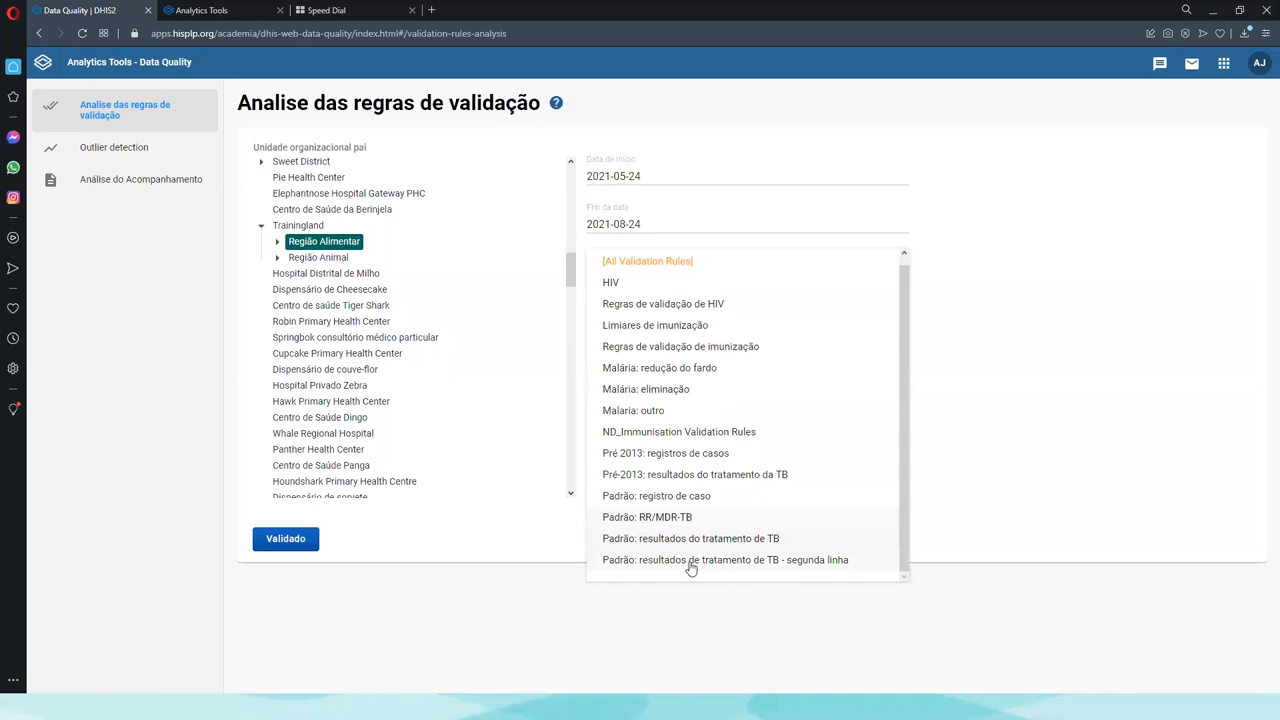 Data Quality | DHIS2
Analytics Tools
Speed Dial
apps.hisplp.org/academia/dhis-web-data-quality/index.html#/validation-rules-analysis
Analytics Tools - Data Quality
AJ
Analise das regras de
validação
Outlier detection
Análise do Acompanhamento
Analise das regras de validação
Unidade organizacional pai
Sweet District
Pie Health Center
Elephantnose Hospital Gateway PHC
Centro de Saúde da Berinjela
Trainingland
Região Alimentar
Região Animal
Hospital Distrital de Milho
Dispensário de Cheesecake
Centro de saúde Tiger Shark
Robin Primary Health Center
Springbok consultório médico particular
Cupcake Primary Health Center
Dispensário de couve-flor
Hospital Privado Zebra
Hawk Primary Health Center
Centro de Saúde Dingo
Whale Regional Hospital
Panther Health Center
Centro de Saúde Panga
Houndshark Primary Health Centre
Dispensário de sorvete
Validado
Data de Início
2021-05-24
Fim da data
2021-08-24
[All Validation Rules]
HIV
Regras de validação de HIV
Limiares de imunização
Regras de validação de imunização
Malária: redução do fardo
Malária: eliminação
Malaria: outro
ND_Immunisation Validation Rules
Pré 2013: registros de casos
Pré-2013: resultados do tratamento da TB
Padrão: registro de caso
Padrão: RR/MDR-TB
Padrão: resultados do tratamento de TB
Padrão: resultados de tratamento de TB - segunda linha